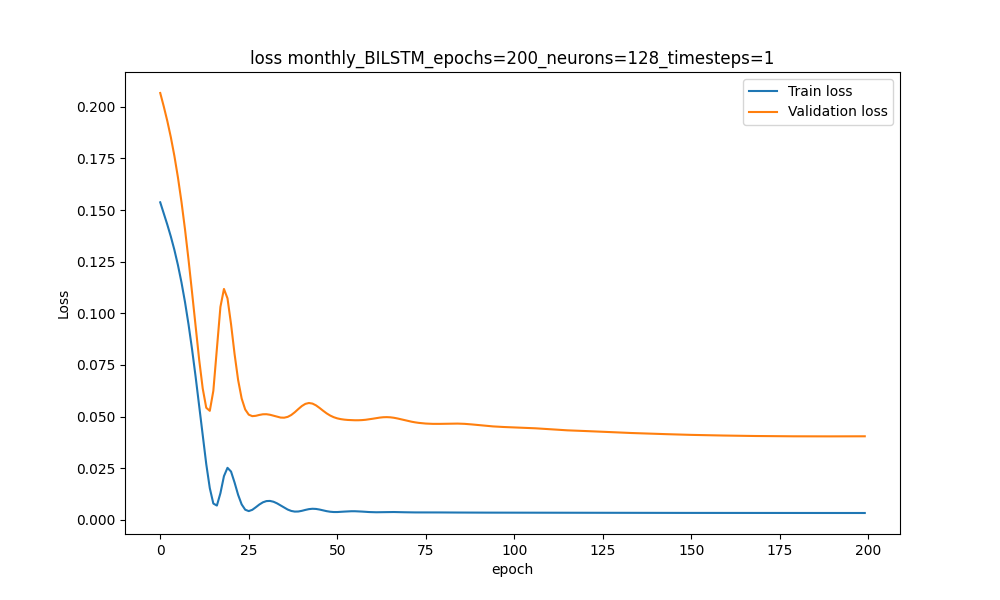 loss monthly_BILSTM_epochs=200_neurons=128_timesteps=1
Train loss
Validation loss
0.200
0.175
0.150
0.125
0.100
0.075
0.050
0.025
0.000
Loss
0 25 50 75 100 125 150 175 200
epoch